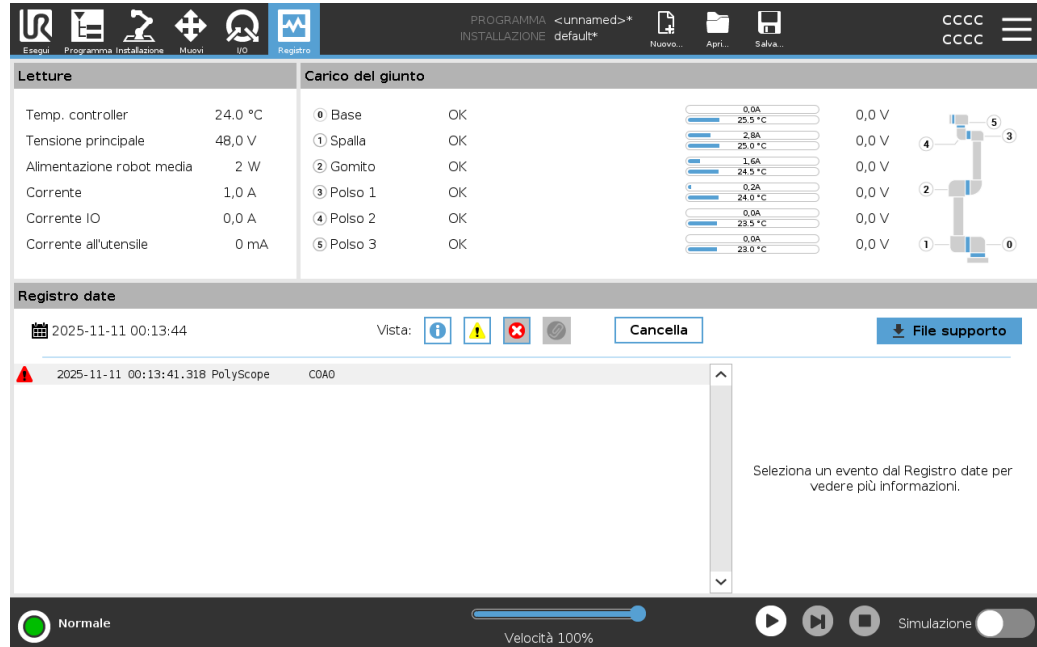 PROGRAMMA <unnamed>*
INSTALLAZIONE default*
Esegui Programma Installazione Muovi I/O Registro Nuovo... Apri... Salva...
CCCC
CCCC
Letture
Temp. controller 24.0 °C
Tensione principale 48,0 V
Alimentazione robot media 2 W
Corrente 1,0 A
Corrente IO 0,0 A
Corrente all'utensile 0 mA
Carico del giunto
0 Base OK 0,0A 25.5 °C 0,0 V
1 Spalla OK 2,8A 25.0 °C 0,0 V
2 Gomito OK 1,6A 24.5 °C 0,0 V
3 Polso 1 OK 0,2A 24.0 °C 0,0 V
4 Polso 2 OK 0,0A 23.5 °C 0,0 V
5 Polso 3 OK 0,0A 23.0 °C 0,0 V
5
3
4
2
1 0
Registro date
2025-11-11 00:13:44 Vista: Cancella File supporto
2025-11-11 00:13:41.318 PolyScope C0A0
Seleziona un evento dal Registro date per
vedere più informazioni.
Normale
Velocità 100%
Simulazione